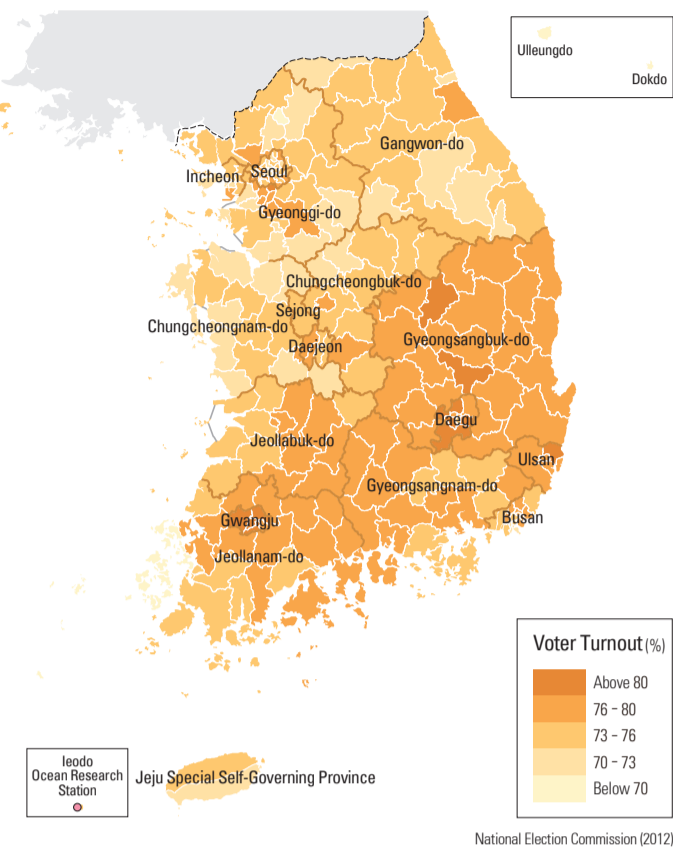 Ulleungdo
Dokdo
Gangwon-do
Incheon
Seoul
Gyeonggi-do
Chungcheongbuk-do
Sejong
Chungcheongnam-do
Daejeon
Gyeongsangbuk-do
Daegu
Jeollabuk-do
Ulsan
Gyeongsangnam-do
Gwangju
Busan
Jeollanam-do
Voter Turnout (%)
Above 80
76 - 80
73 - 76
70 - 73
Below 70
Ieodo
Ocean Research
Station
Jeju Special Self-Governing Province
National Election Commission (2012)